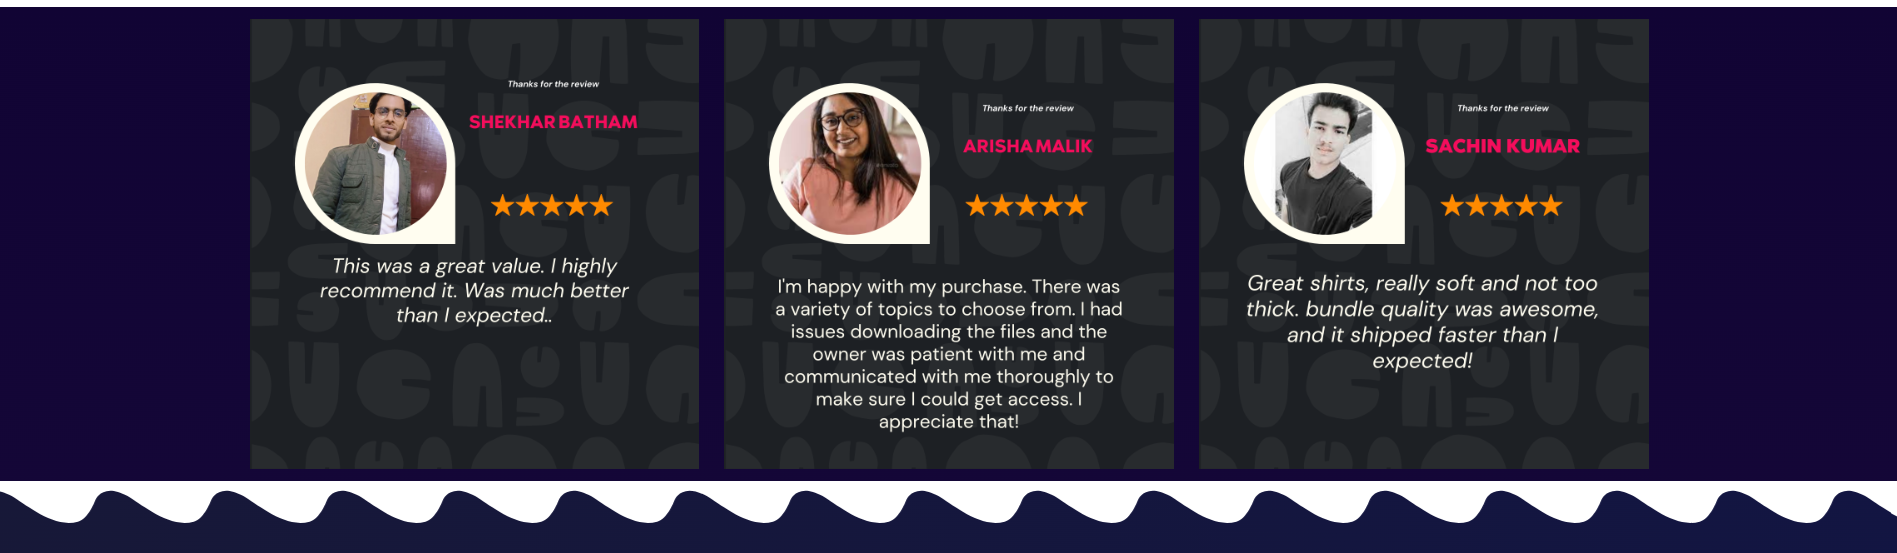 Thanks for the review
SHEKHAR BATHAM
This was a great value. I highly
recommend it. Was much better
than I expected..
Thanks for the review
ARISHA MALIK
I'm happy with my purchase. There was
a variety of topics to choose from. I had
issues downloading the files and the
owner was patient with me and
communicated with me thoroughly to
make sure I could get access. I
appreciate that!
Thanks for the review
SACHIN KUMAR
Great shirts, really soft and not too
thick. bundle quality was awesome,
and it shipped faster than I
expected!